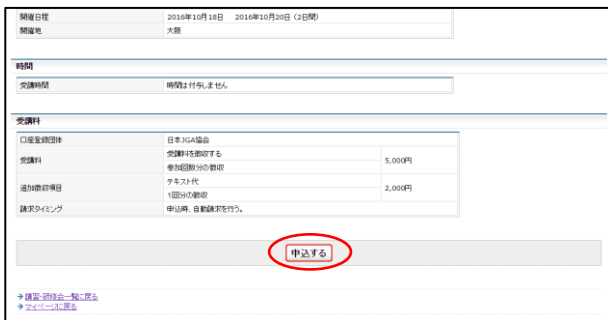 開催日程 2016年10月18日 2016年10月20日（2日間）
開催地 大阪
時間
受講時間 時間は付与しません
受講料
口座登録団体 日本JGA協会
受講料 受講料を徴収する 5,000円
参加回数分の徴収
追加徴収項目 テキスト代 2,000円
1回分の徴収
請求タイミング 申込時、自動請求を行う。
申込する
→講習・研修会一覧に戻る
→マイページに戻る